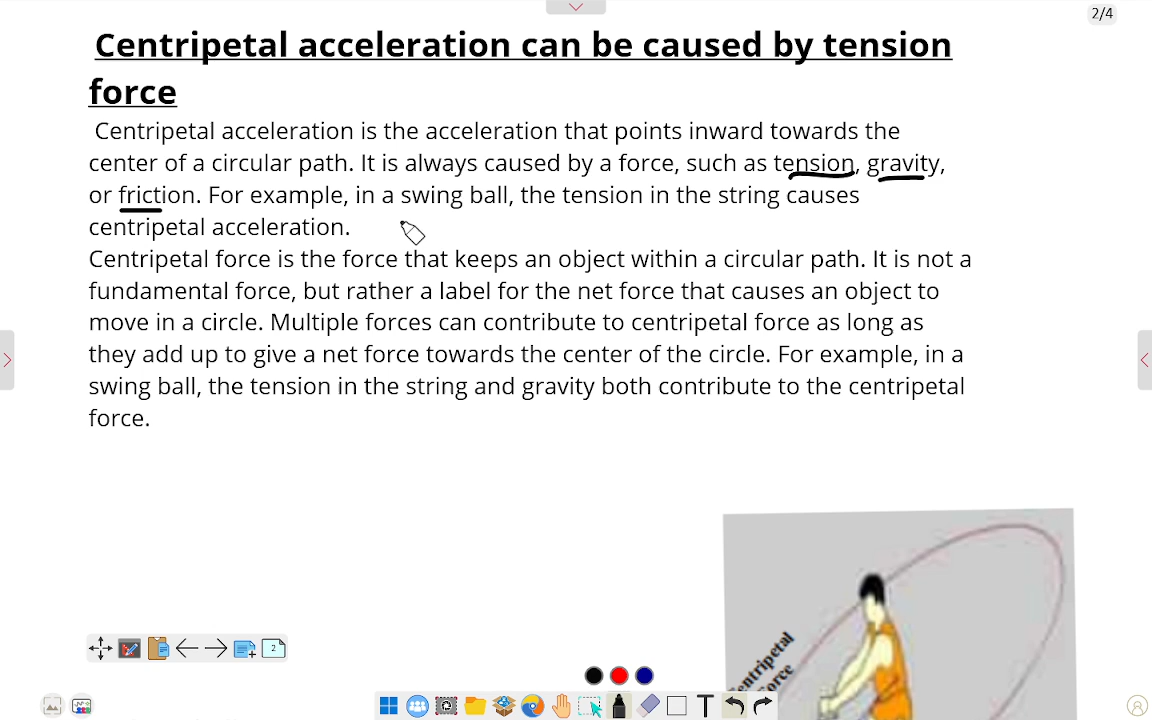 2/4
Centripetal acceleration can be caused by tension
force
Centripetal acceleration is the acceleration that points inward towards the
center of a circular path. It is always caused by a force, such as tension, gravity,
or friction. For example, in a swing ball, the tension in the string causes
centripetal acceleration.
Centripetal force is the force that keeps an object within a circular path. It is not a
fundamental force, but rather a label for the net force that causes an object to
move in a circle. Multiple forces can contribute to centripetal force as long as
they add up to give a net force towards the center of the circle. For example, in a
swing ball, the tension in the string and gravity both contribute to the centripetal
force.
2
T